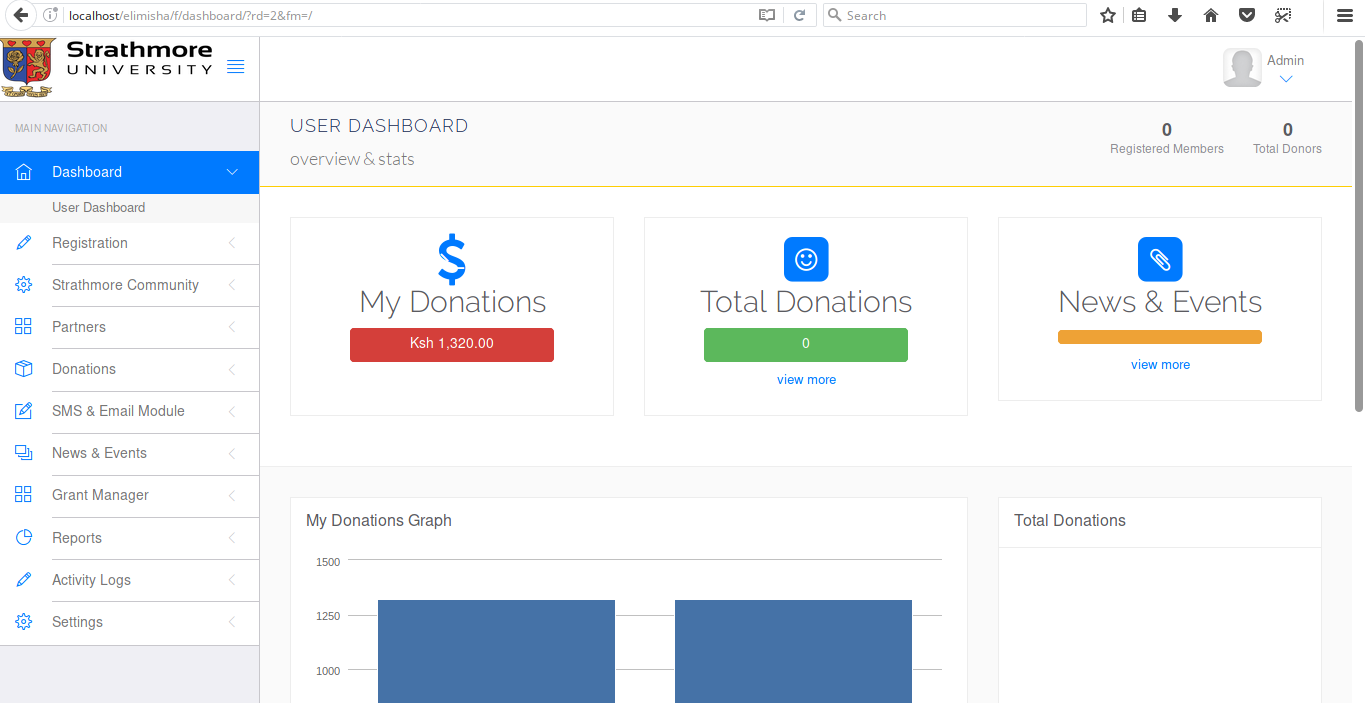 localhost/elimisha/f/dashboard/?rd=2&fm=/
Search
Strathmore
UNIVERSITY
Admin
MAIN NAVIGATION
Dashboard
User Dashboard
Registration
Strathmore Community
Partners
Donations
SMS & Email Module
News & Events
Grant Manager
Reports
Activity Logs
Settings
USER DASHBOARD
overview & stats
0
Registered Members
0
Total Donors
My Donations
Ksh 1,320.00
Total Donations
0
view more
News & Events
view more
My Donations Graph
1500
1250
1000
Total Donations